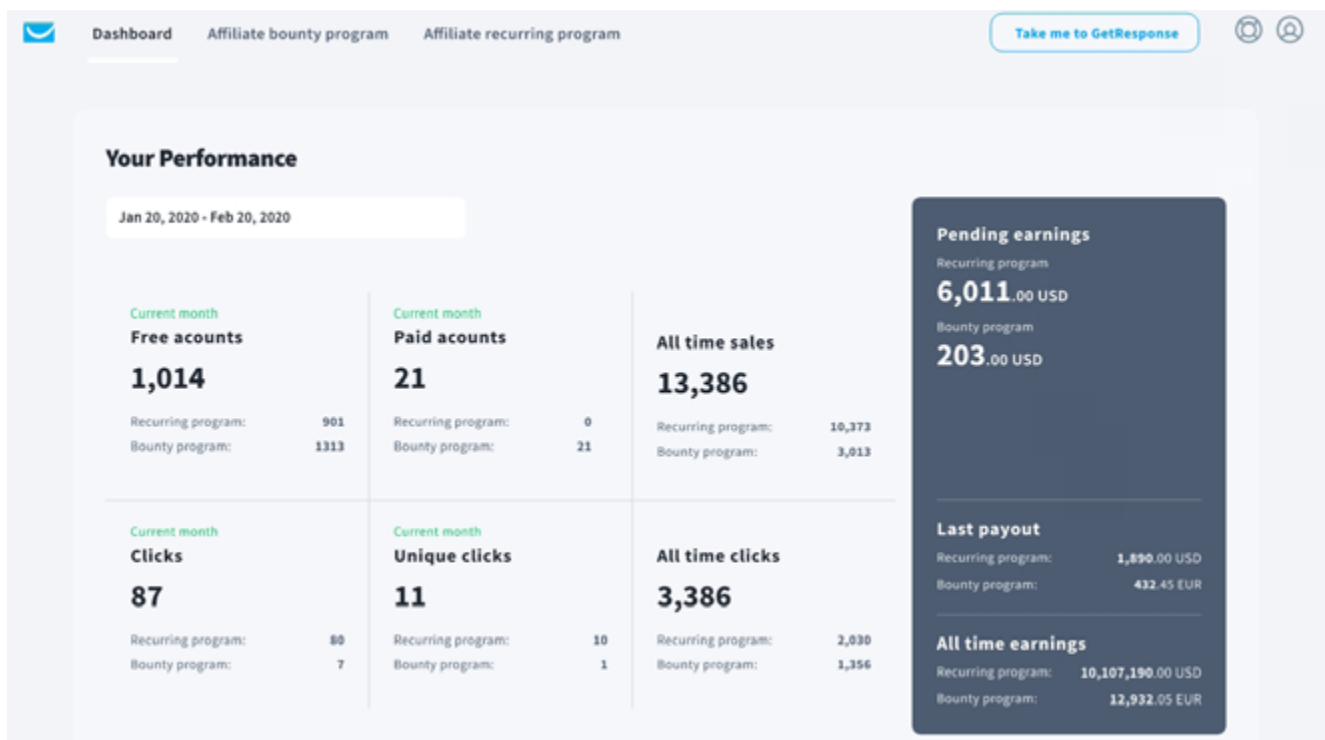 Dashboard Affiliate bounty program Affiliate recurring program Take me to GetResponse
Your Performance
Jan 20, 2020 - Feb 20, 2020
Current month
Free acounts
1,014
Recurring program: 901
Bounty program: 1313
Current month
Paid acounts
21
Recurring program: 0
Bounty program: 21
All time sales
13,386
Recurring program: 10,373
Bounty program: 3,013
Current month
Clicks
87
Recurring program: 80
Bounty program: 7
Current month
Unique clicks
11
Recurring program: 10
Bounty program: 1
All time clicks
3,386
Recurring program: 2,030
Bounty program: 1,356
Pending earnings
Recurring program
6,011.00 USD
Bounty program
203.00 USD
Last payout
Recurring program: 1,890.00 USD
Bounty program: 432.45 EUR
All time earnings
Recurring program: 10,107,190.00 USD
Bounty program: 12,932.05 EUR